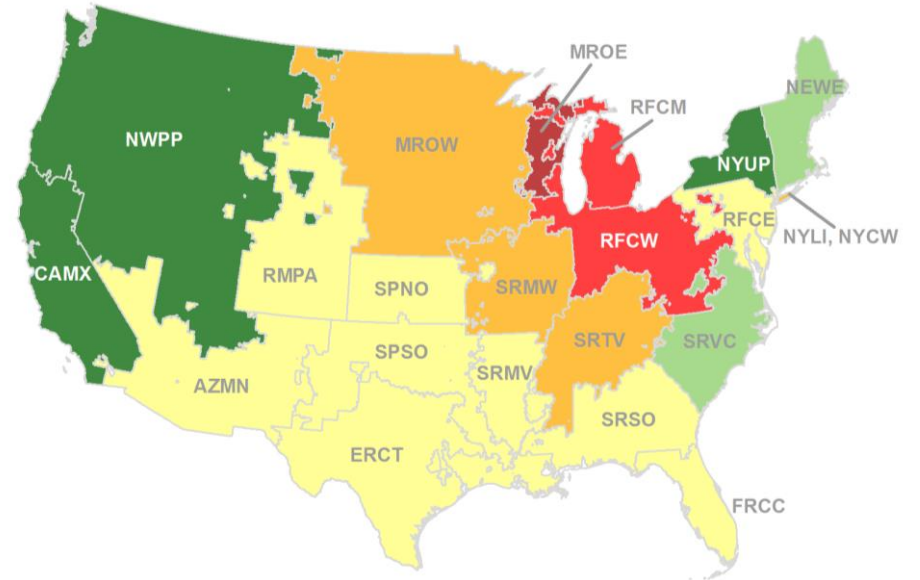 MROE
NEWE
RFCM
NWPP
MROW
NYUP
RFCE
NYLI, NYCW
RFCW
CAMX
RMPA
SPNO
SRMW
SRTV
SRVC
SPSO
SRMV
AZMN
SRSO
ERCT
FRCC